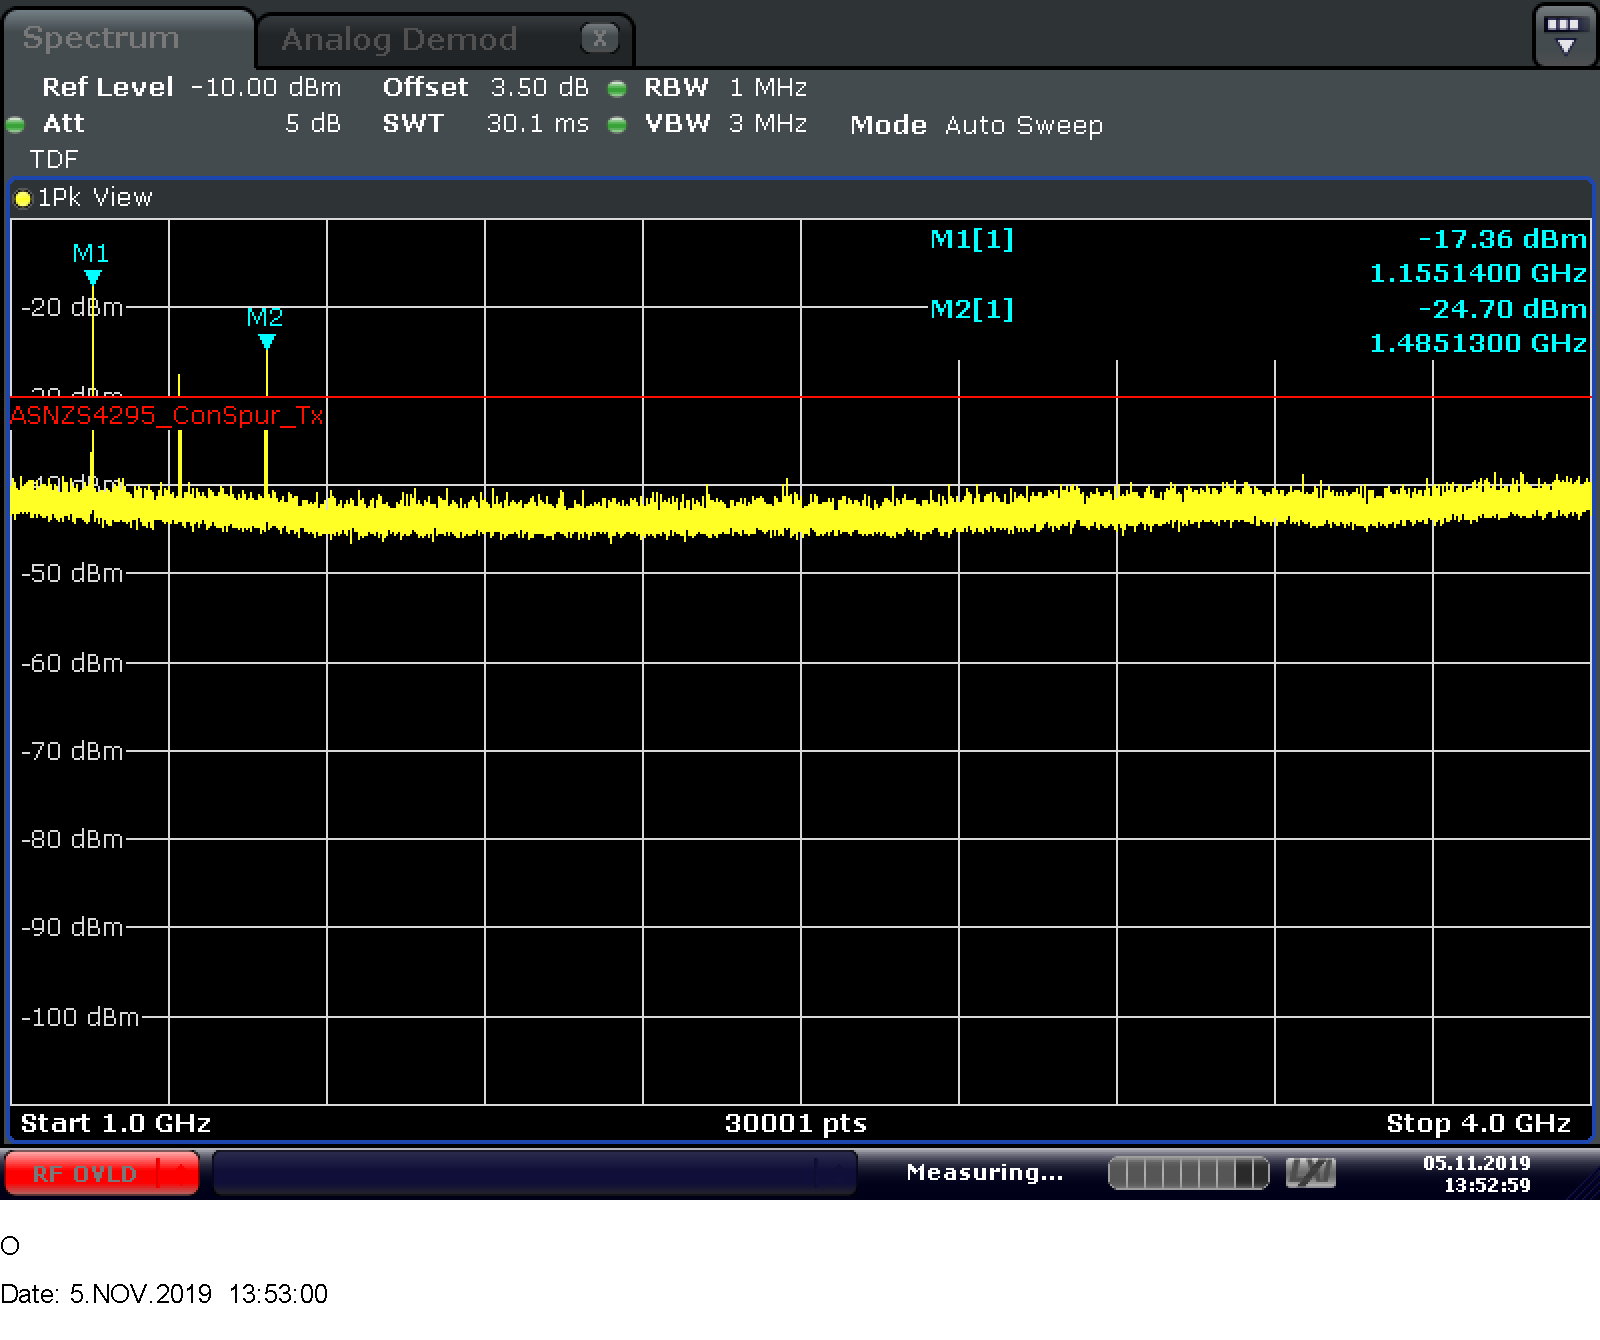 Spectrum
Analog Demod X
Ref Level -10.00 dBm Offset 3.50 dB RBW 1 MHz
Att 5 dB SWT 30.1 ms VBW 3 MHz Mode Auto Sweep
TDF
1Pk View
M1[1] -17.36 dBm
M1
1.1551400 GHz
-20 dBm
M2[1] -24.70 dBm
M2
1.4851300 GHz
-30 dBm
ASNZS4295_ConSpur_Tx
-40 dBm
-50 dBm
-60 dBm
-70 dBm
-80 dBm
-90 dBm
-100 dBm
Start 1.0 GHz 30001 pts Stop 4.0 GHz
RF OVLD Measuring... LXI 05.11.2019
13:52:59
O
Date: 5.NOV.2019 13:53:00